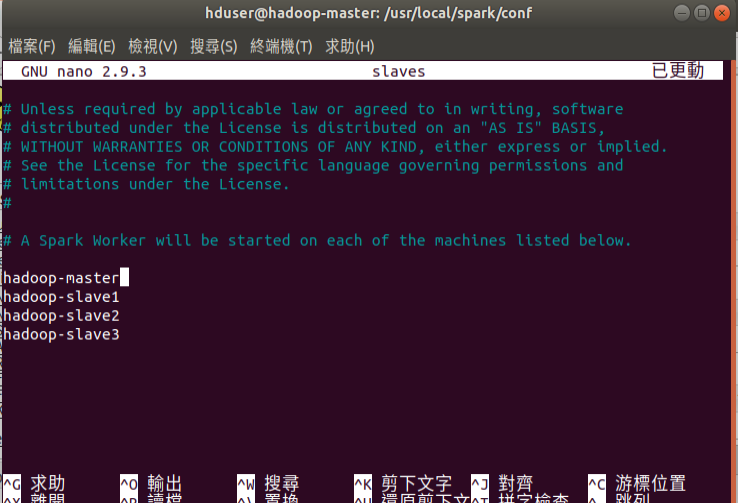 hduser@hadoop-master: /usr/local/spark/conf
檔案(F) 編輯(E) 檢視(V) 搜尋(S) 終端機(T) 求助(H)
GNU nano 2.9.3 slaves 已更動
# Unless required by applicable law or agreed to in writing, software
# distributed under the License is distributed on an "AS IS" BASIS,
# WITHOUT WARRANTIES OR CONDITIONS OF ANY KIND, either express or implied.
# See the License for the specific language governing permissions and
# limitations under the License.
#
# A Spark Worker will be started on each of the machines listed below.
hadoop-master
hadoop-slave1
hadoop-slave2
hadoop-slave3
^G 求助 ^O 輸出 ^W 搜尋 ^K 剪下文字 ^J 對齊 ^C 游標位置
^X 離開 ^R 讀檔 ^\ 置換 ^U 還原剪下文 ^T 拼字檢查 ^_ 跳列